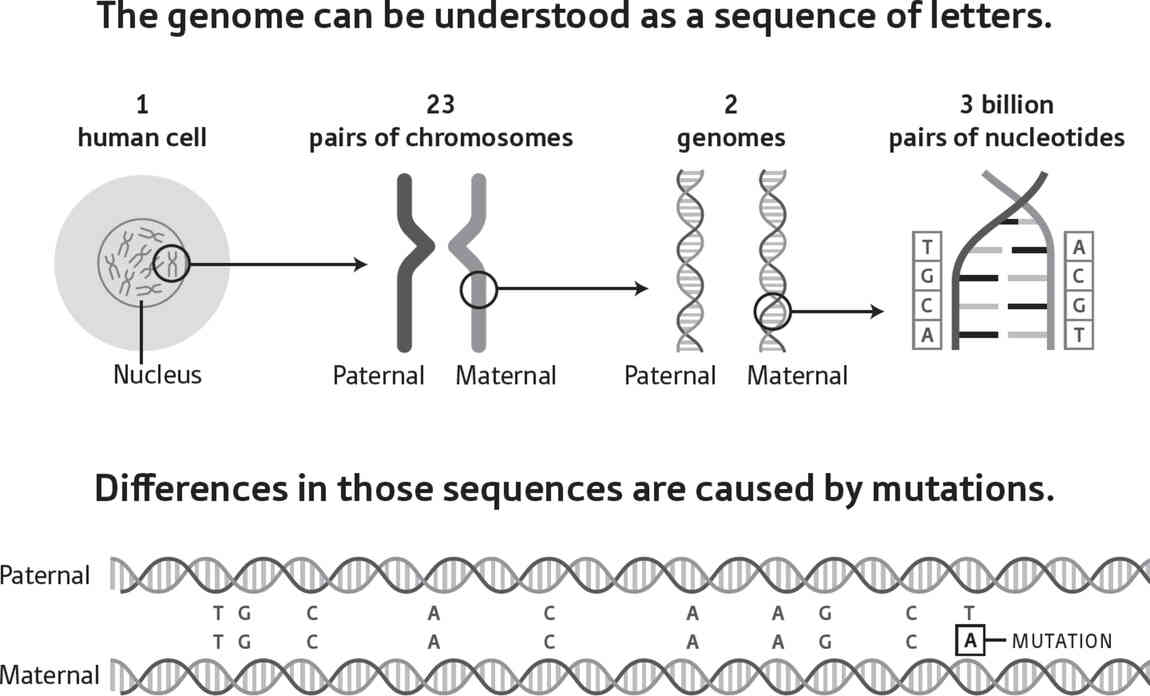 The genome can be understood as a sequence of letters.
1
human cell
23
pairs of chromosomes
2
genomes
3 billion
pairs of nucleotides
T
G
C
A
A
C
G
T
Nucleus
Paternal
Maternal
Paternal
Maternal
Differences in those sequences are caused by mutations.
Paternal
T G C A C A A G C T
T G C A C A A G C A MUTATION
Maternal